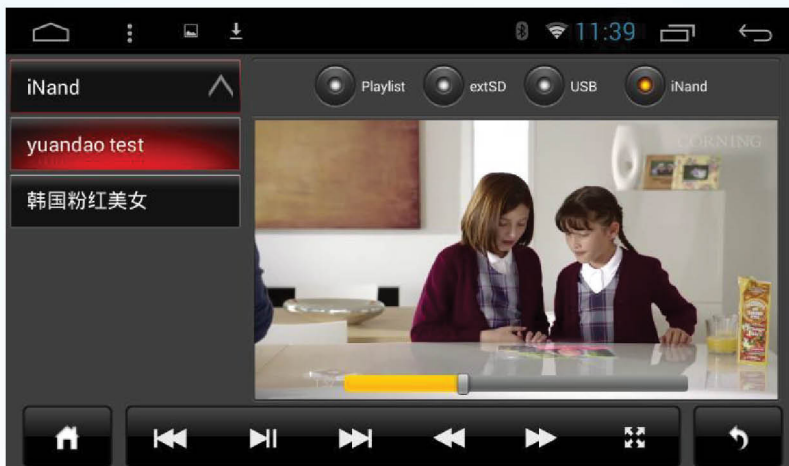 11:39
iNand
Playlist
extSD
USB
iNand
yuandao test
韩国粉红美女
CORNING